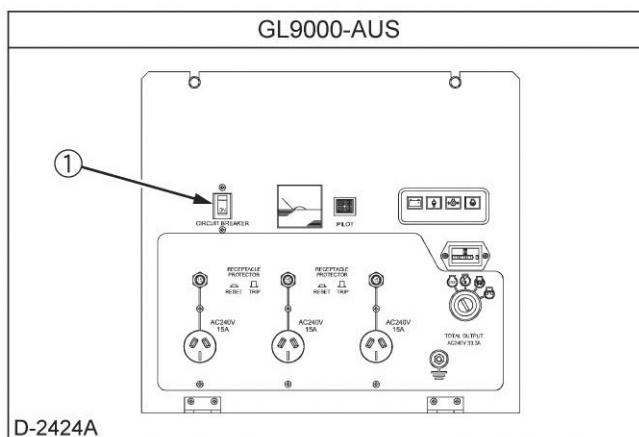 GL9000-AUS
1
CIRCUIT BREAKER
PILOT
RECEPTACLE
PROTECTOR
RESET TRIP
RECEPTACLE
PROTECTOR
RESET TRIP
AC240V
15A
AC240V
15A
AC240V
15A
TOTAL OUTPUT
AC240V 33.3A
D-2424A